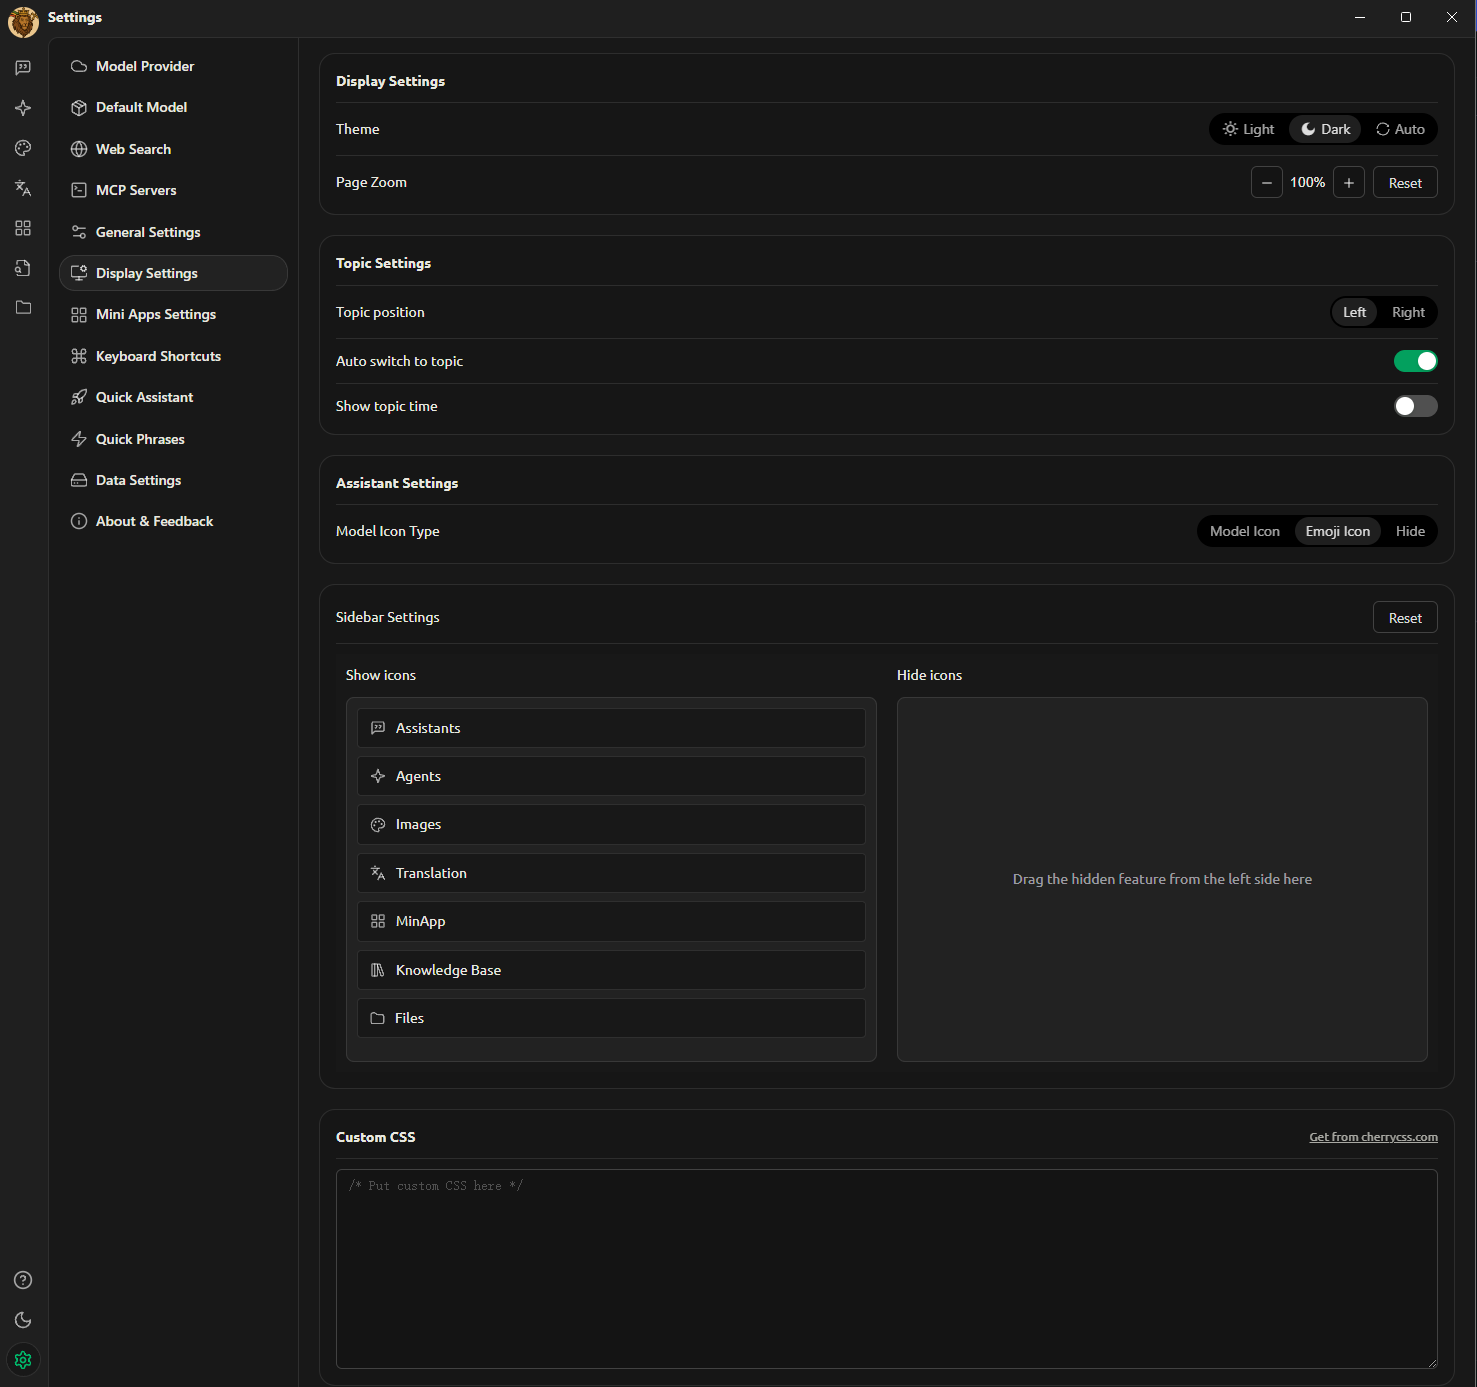 Settings
Model Provider
Default Model
Web Search
MCP Servers
General Settings
Display Settings
Mini Apps Settings
Keyboard Shortcuts
Quick Assistant
Quick Phrases
Data Settings
About & Feedback
Display Settings
Theme
Light Dark Auto
Page Zoom
− 100% + Reset
Topic Settings
Topic position
Left Right
Auto switch to topic
Show topic time
Assistant Settings
Model Icon Type
Model Icon Emoji Icon Hide
Sidebar Settings
Reset
Show icons
Assistants
Agents
Images
Translation
MinApp
Knowledge Base
Files
Hide icons
Drag the hidden feature from the left side here
Custom CSS
Get from cherrycss.com
/* Put custom CSS here */